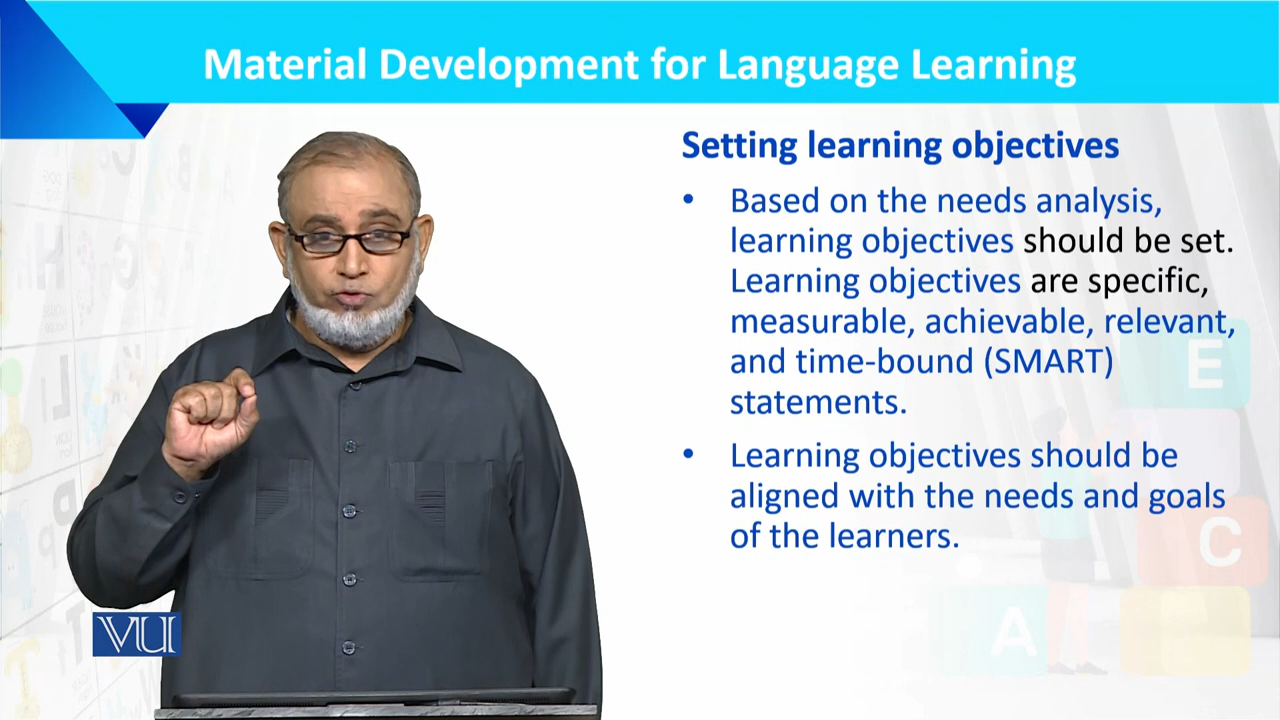 Material Development for Language Learning
Setting learning objectives
• Based on the needs analysis,
learning objectives should be set.
Learning objectives are specific,
measurable, achievable, relevant,
and time-bound (SMART)
statements.
• Learning objectives should be
aligned with the needs and goals
of the learners.
VU
E
C
A